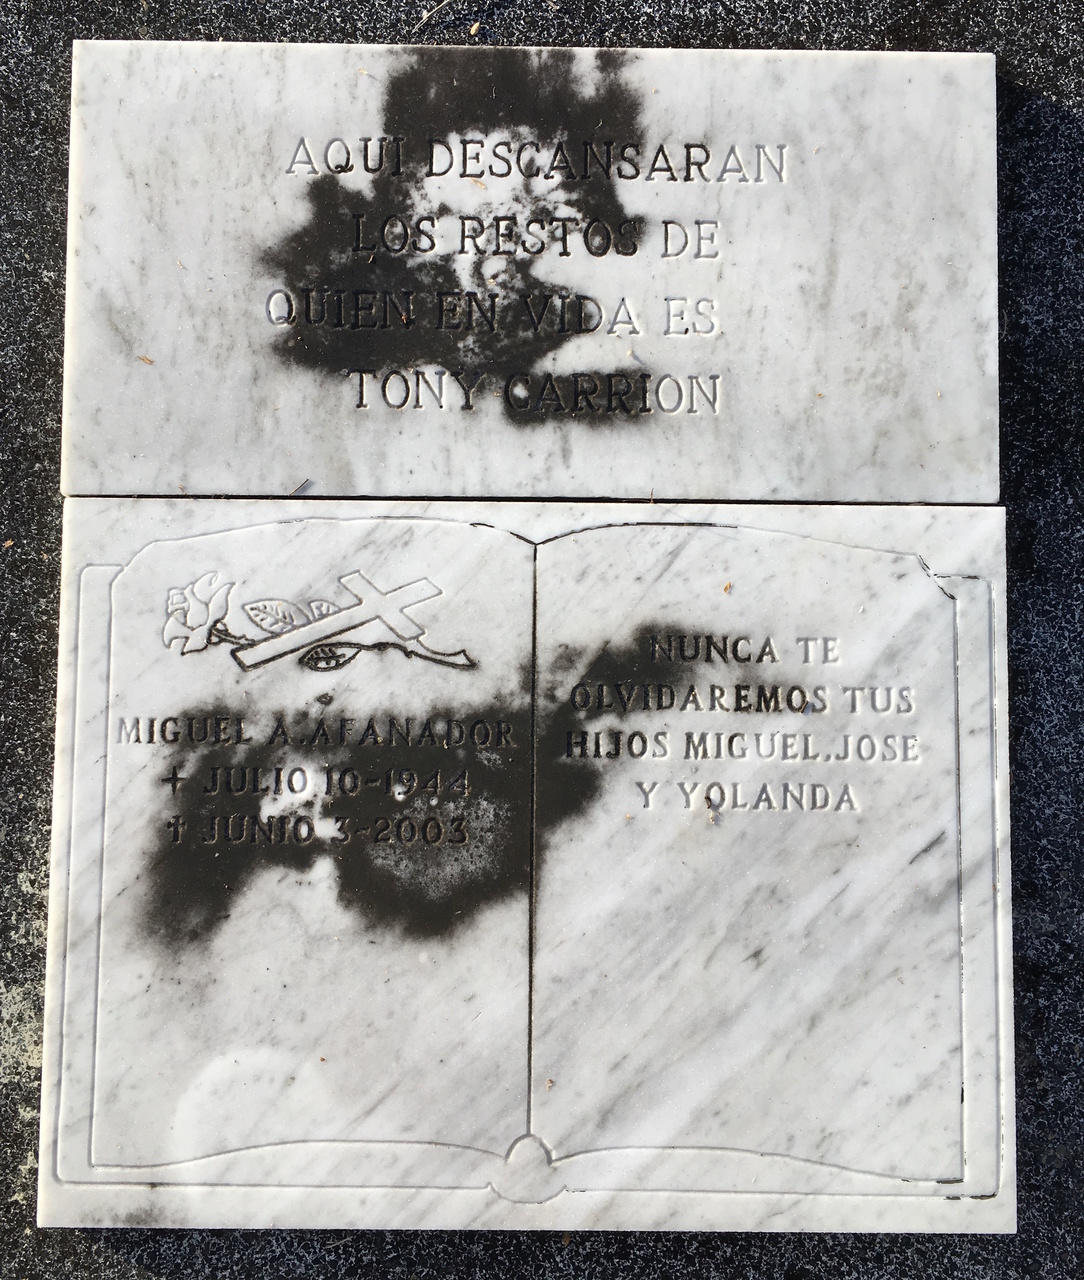 AQUI DESCANSARAN
LOS RESTOS DE
QUIEN EN VIDA ES.
TONY CARRION
MIGUEL A. AFANADOR
✝ JULIO 10-1944
✝ JUNIO 3-2003
NUNCA TE
OLVIDAREMOS TUS
HIJOS MIGUEL.JOSE
Y YOLANDA